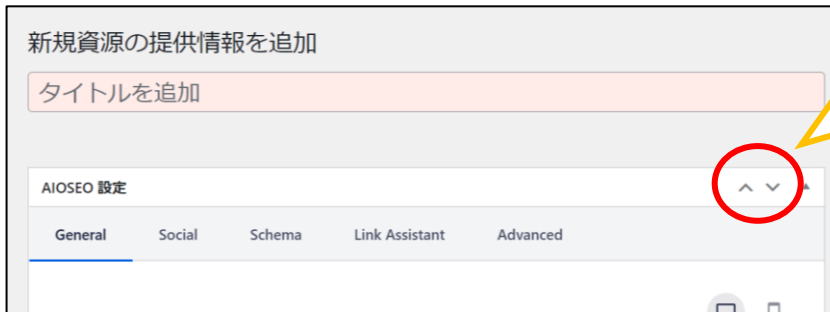 新規資源の提供情報を追加
タイトルを追加
AIOSEO 設定
General Social Schema Link Assistant Advanced